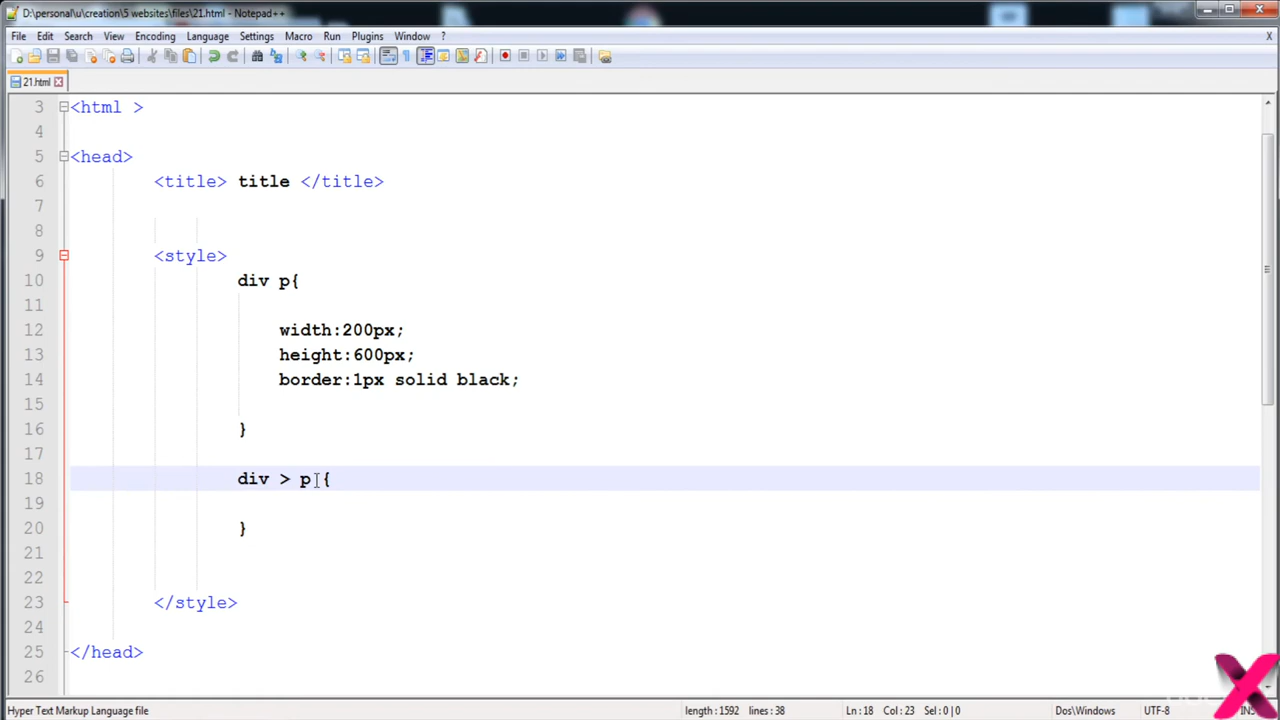 D:\personal\u\creation\5 websites\files\21.html - Notepad++
File Edit Search View Encoding Language Settings Macro Run Plugins Window ? X
21.html
3 <html >
4
5 <head>
6 <title> title </title>
7
8
9 <style>
10 div p{
11
12 width:200px;
13 height:600px;
14 border:1px solid black;
15
16 }
17
18 div > p {
19
20 }
21
22
23 </style>
24
25 </head>
26
Hyper Text Markup Language file length:1592 lines:38 Ln:18 Col:23 Sel:0|0 Dos\Windows UTF-8